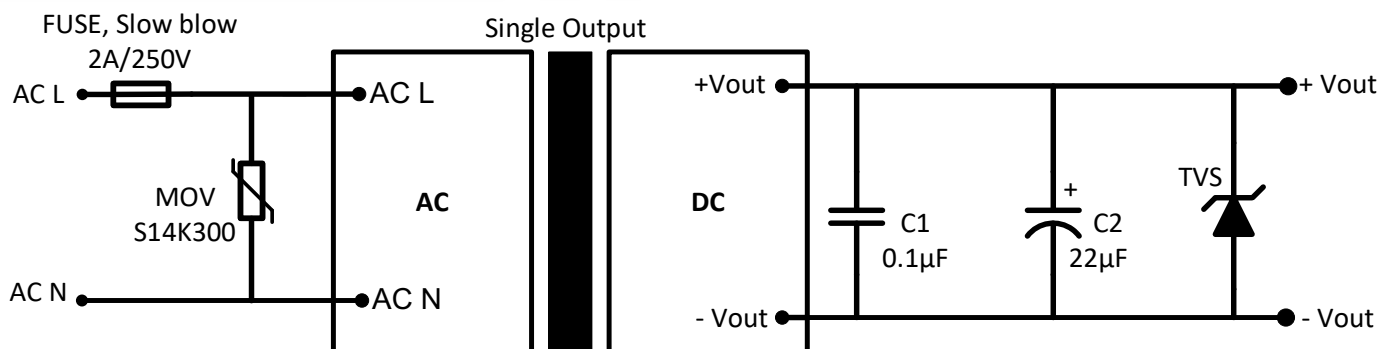 FUSE, Slow blow
2A/250V
Single Output
AC L
AC L
+Vout
+ Vout
MOV
S14K300
AC
DC
C1
0.1µF
+
C2
22µF
TVS
AC N
AC N
- Vout
- Vout